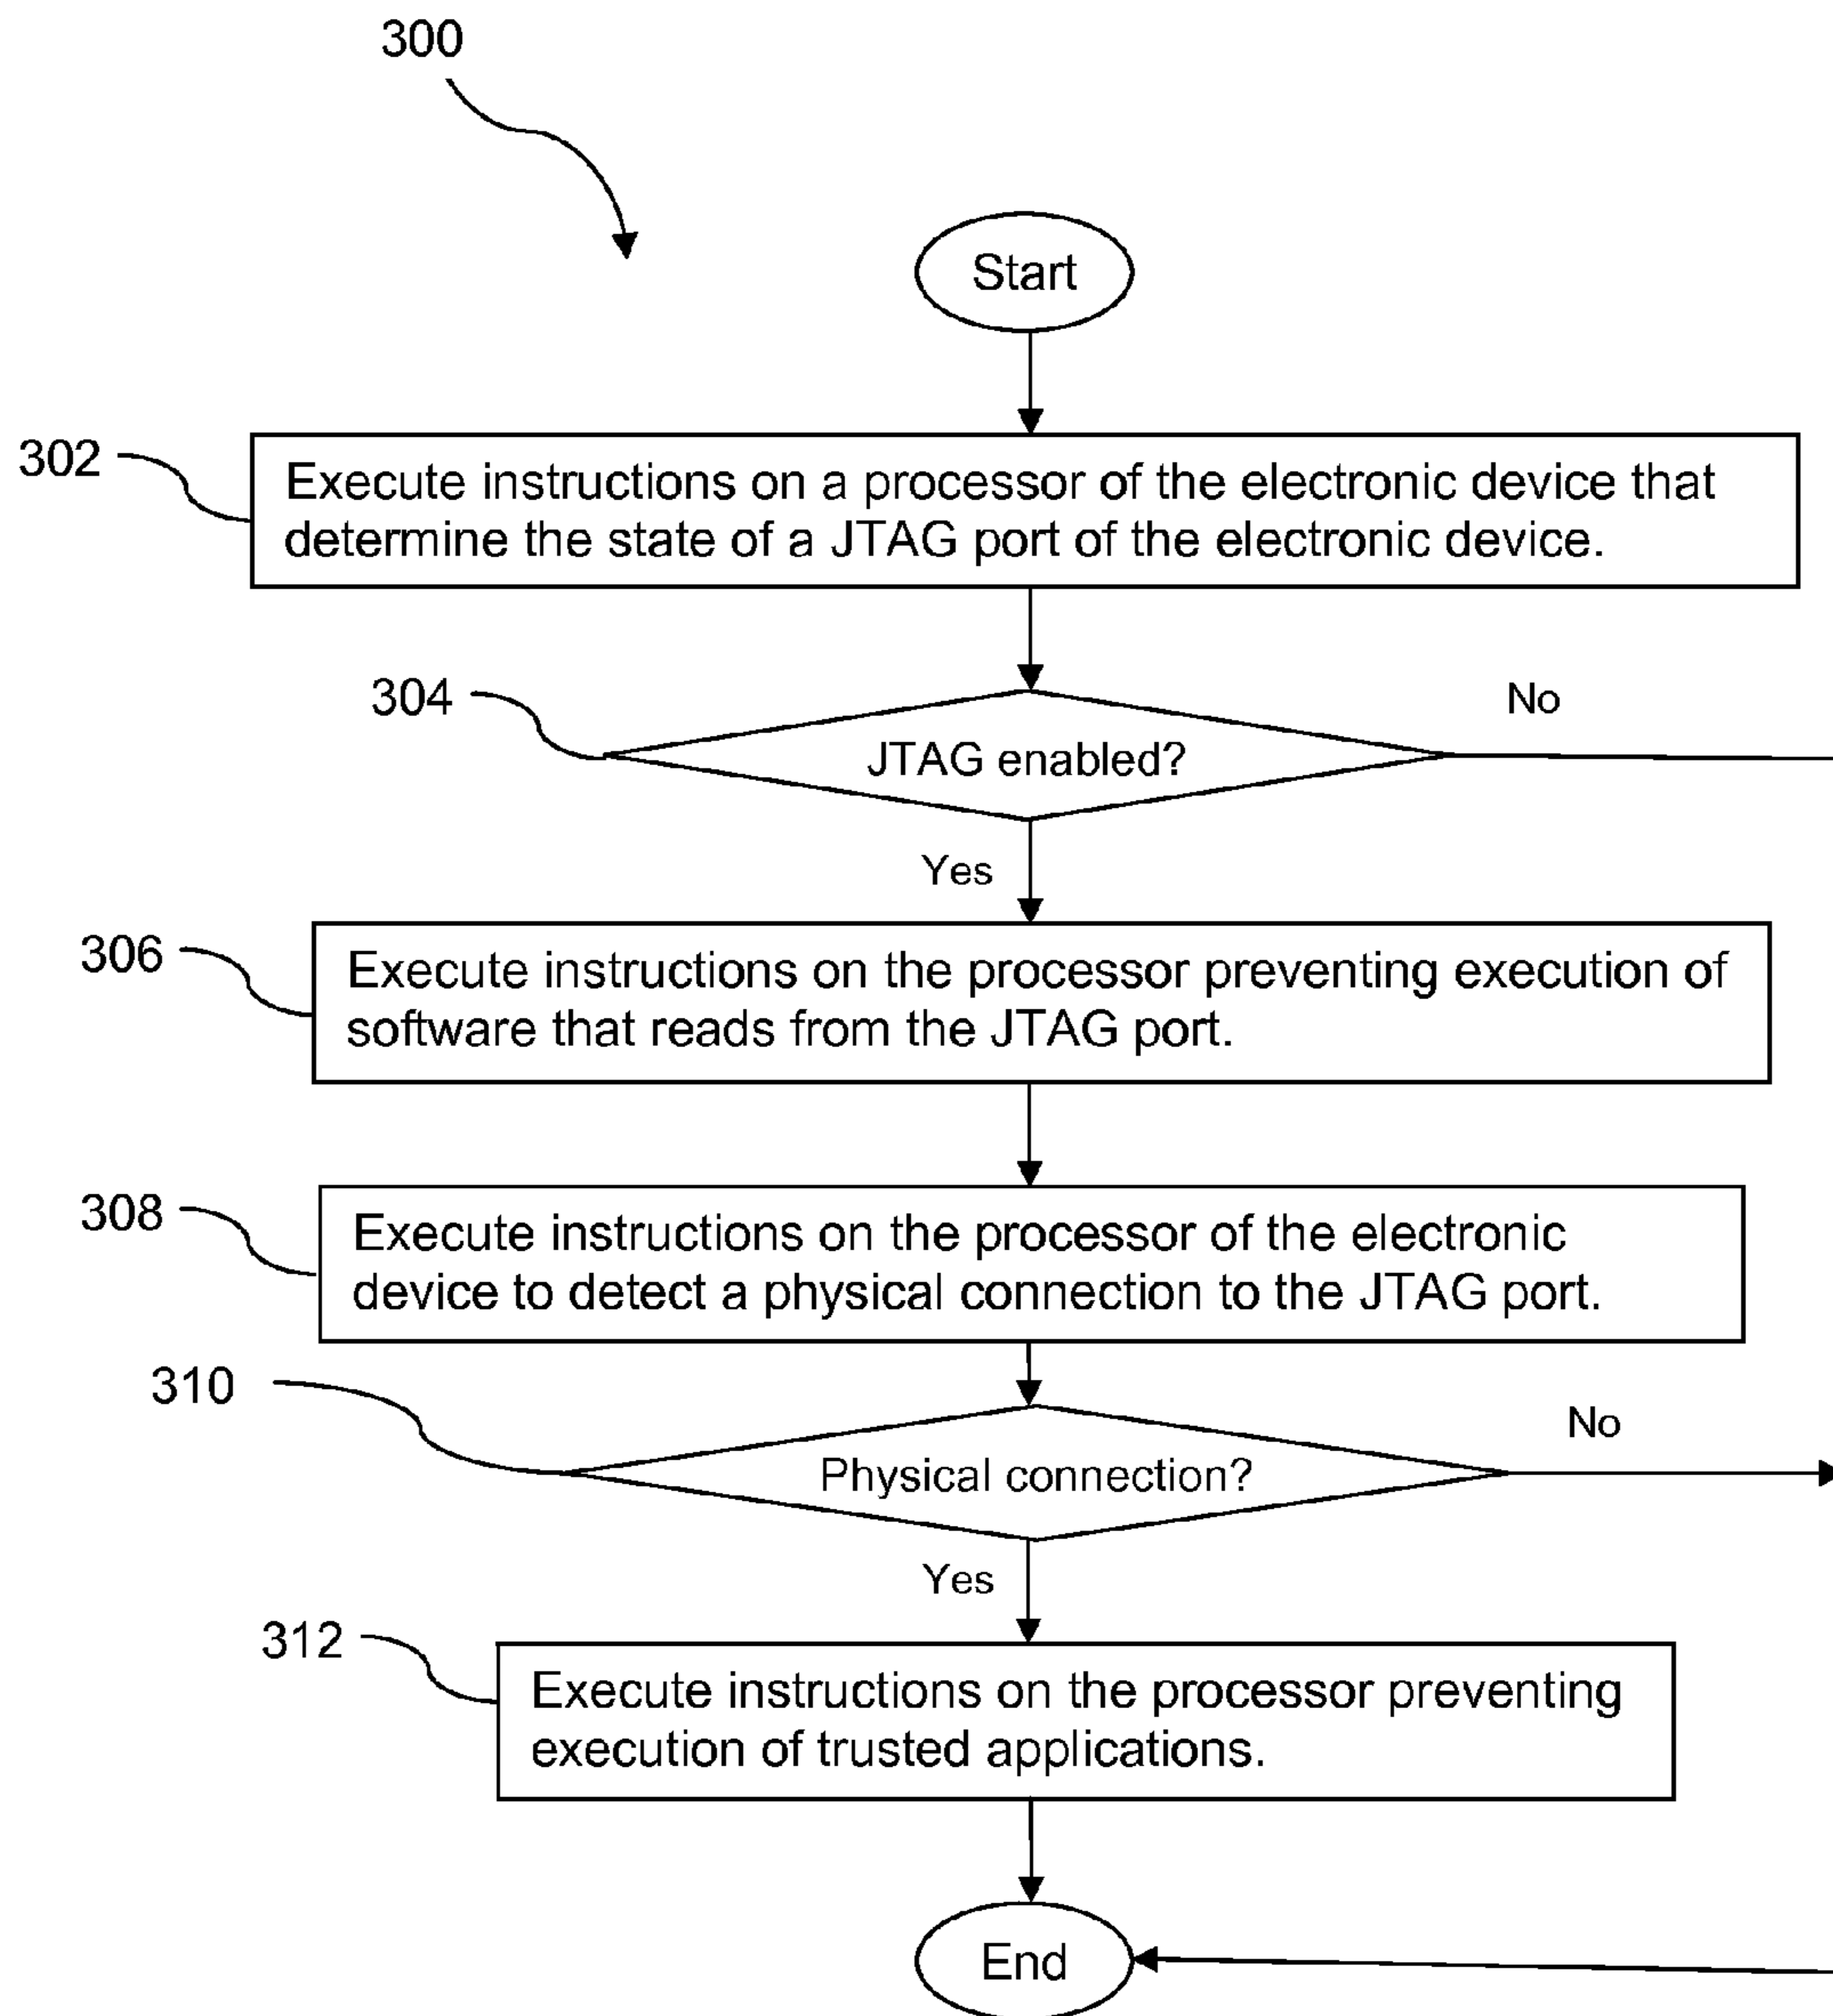 300
Start
302
Execute instructions on a processor of the electronic device that
determine the state of a JTAG port of the electronic device.
304
JTAG enabled?
No
Yes
306
Execute instructions on the processor preventing execution of
software that reads from the JTAG port.
308
Execute instructions on the processor of the electronic
device to detect a physical connection to the JTAG port.
310
Physical connection?
No
Yes
312
Execute instructions on the processor preventing
execution of trusted applications.
End